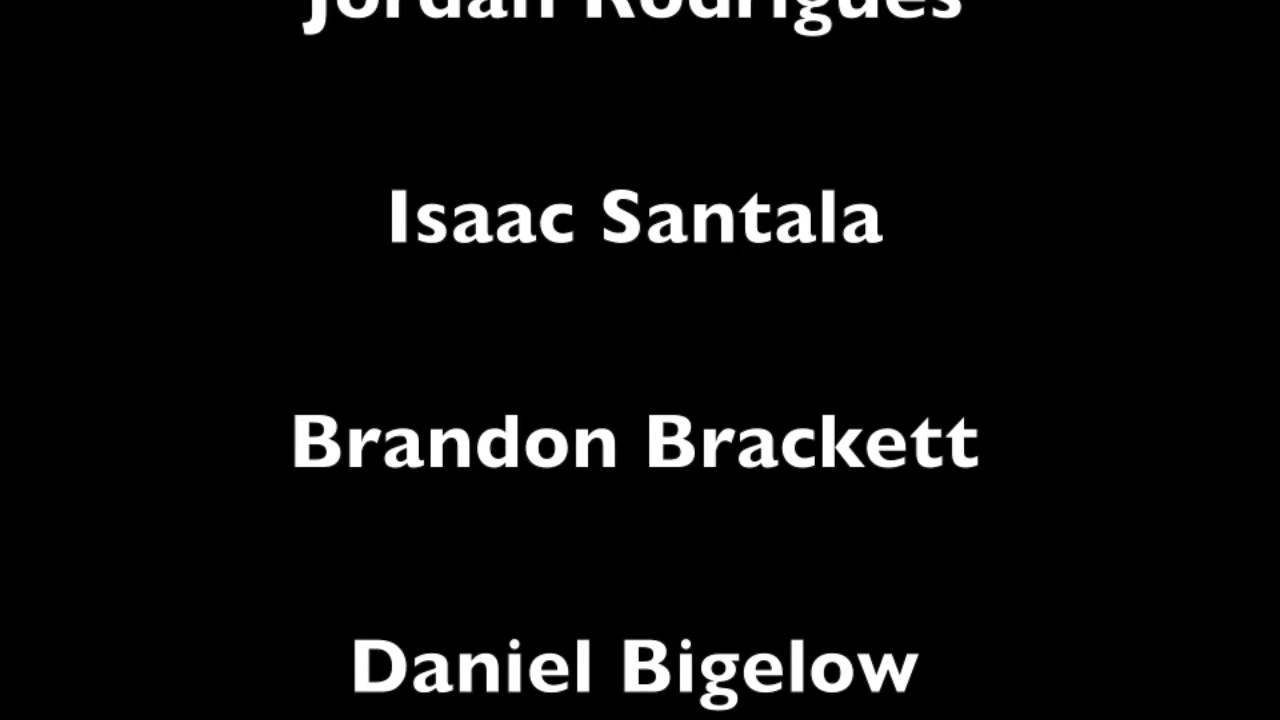 Jordan Rodrigues
Isaac Santala
Brandon Brackett
Daniel Bigelow